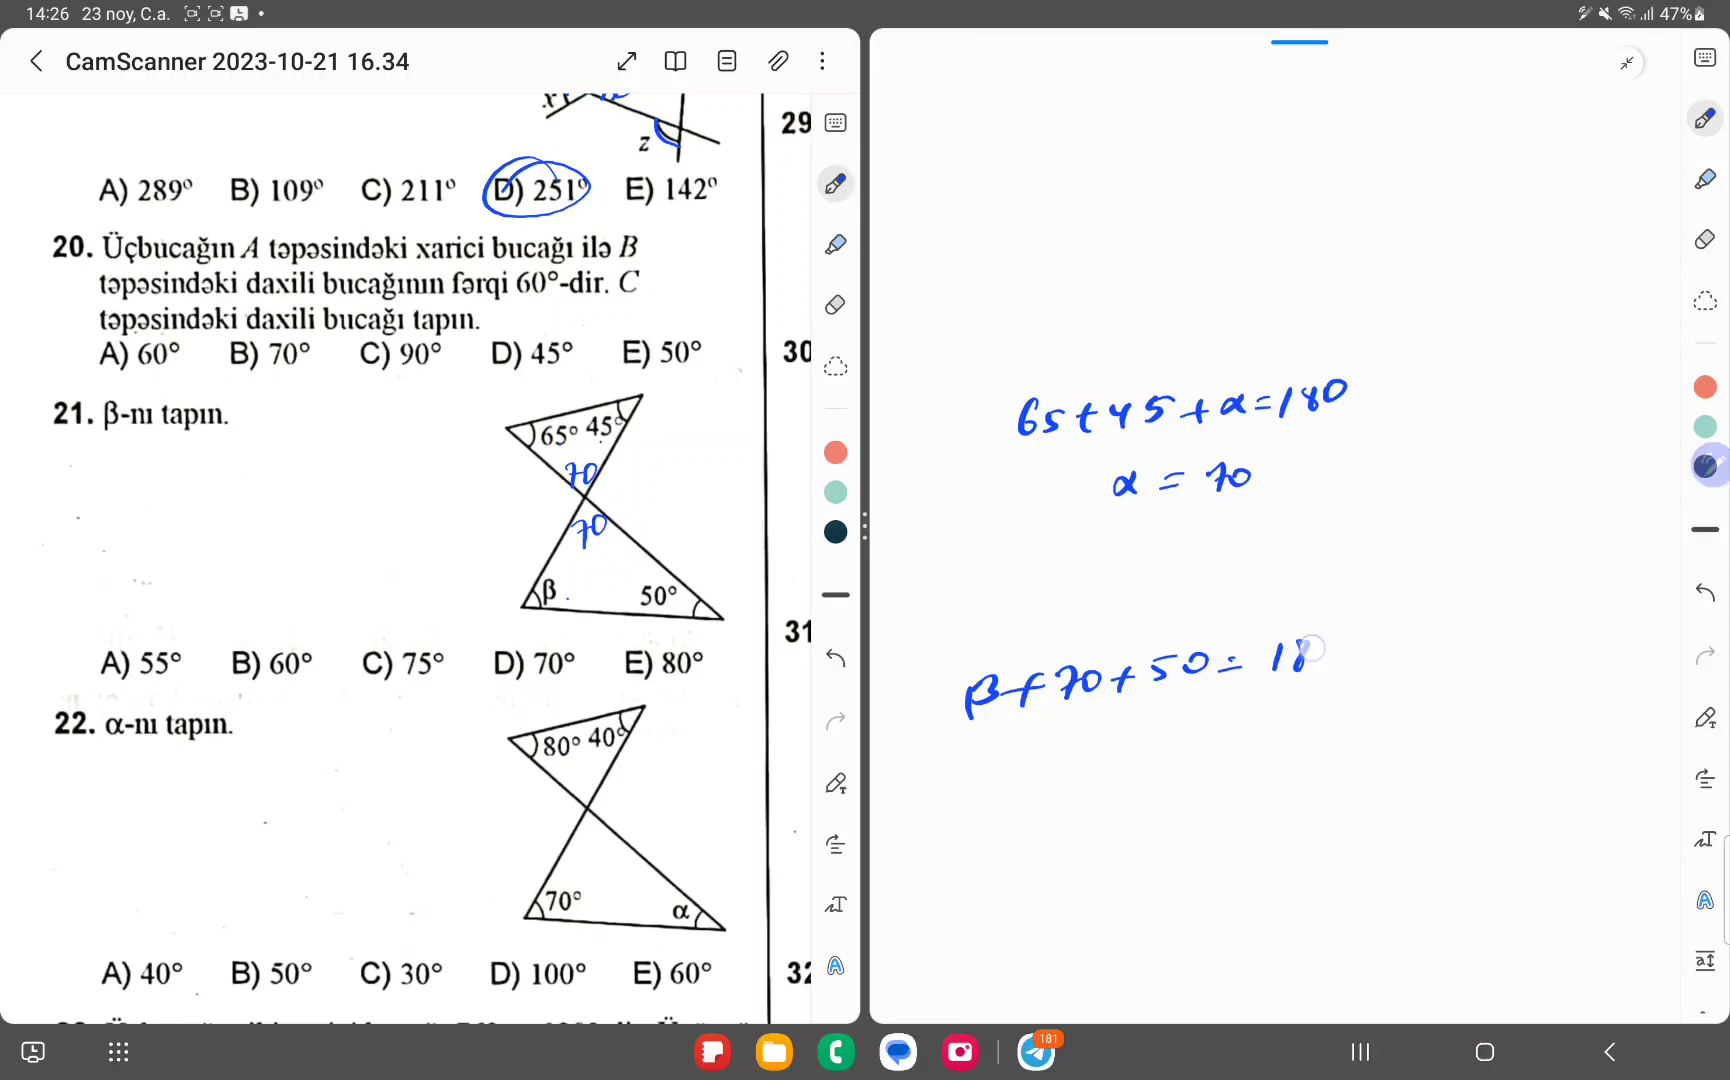 14:26 23 noy, C.a.
47%
CamScanner 2023-10-21 16.34
x
z
29
A) 289° B) 109° C) 211° D) 251° E) 142°
20. Üçbucağın A təpəsindəki xarici bucağı ilə B
təpəsindəki daxili bucağının fərqi 60°-dir. C
təpəsindəki daxili bucağı tapın.
A) 60° B) 70° C) 90° D) 45° E) 50°
30
21. β-nı tapın.
65° 45°
70
70
β 50°
31
A) 55° B) 60° C) 75° D) 70° E) 80°
22. α-nı tapın.
80° 40°
70° α
A) 40° B) 50° C) 30° D) 100° E) 60°
32
65+45+α=180
α = 70
β+70+50= 18
181